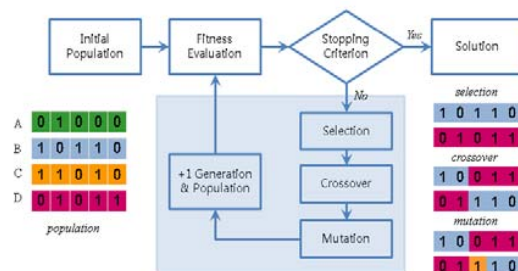 Initial
Population
Fitness
Evaluation
Stopping
Criterion
Yes
Solution
No
Selection
Crossover
Mutation
+1 Generation
& Population
A 0 1 0 0 0
B 1 0 1 1 0
C 1 1 0 1 0
D 0 1 0 1 1
population
selection
1 0 1 1 0
0 1 0 1 1
crossover
1 0 0 1 1
0 1 1 1 0
mutation
1 0 0 1 1
0 1 1 1 0